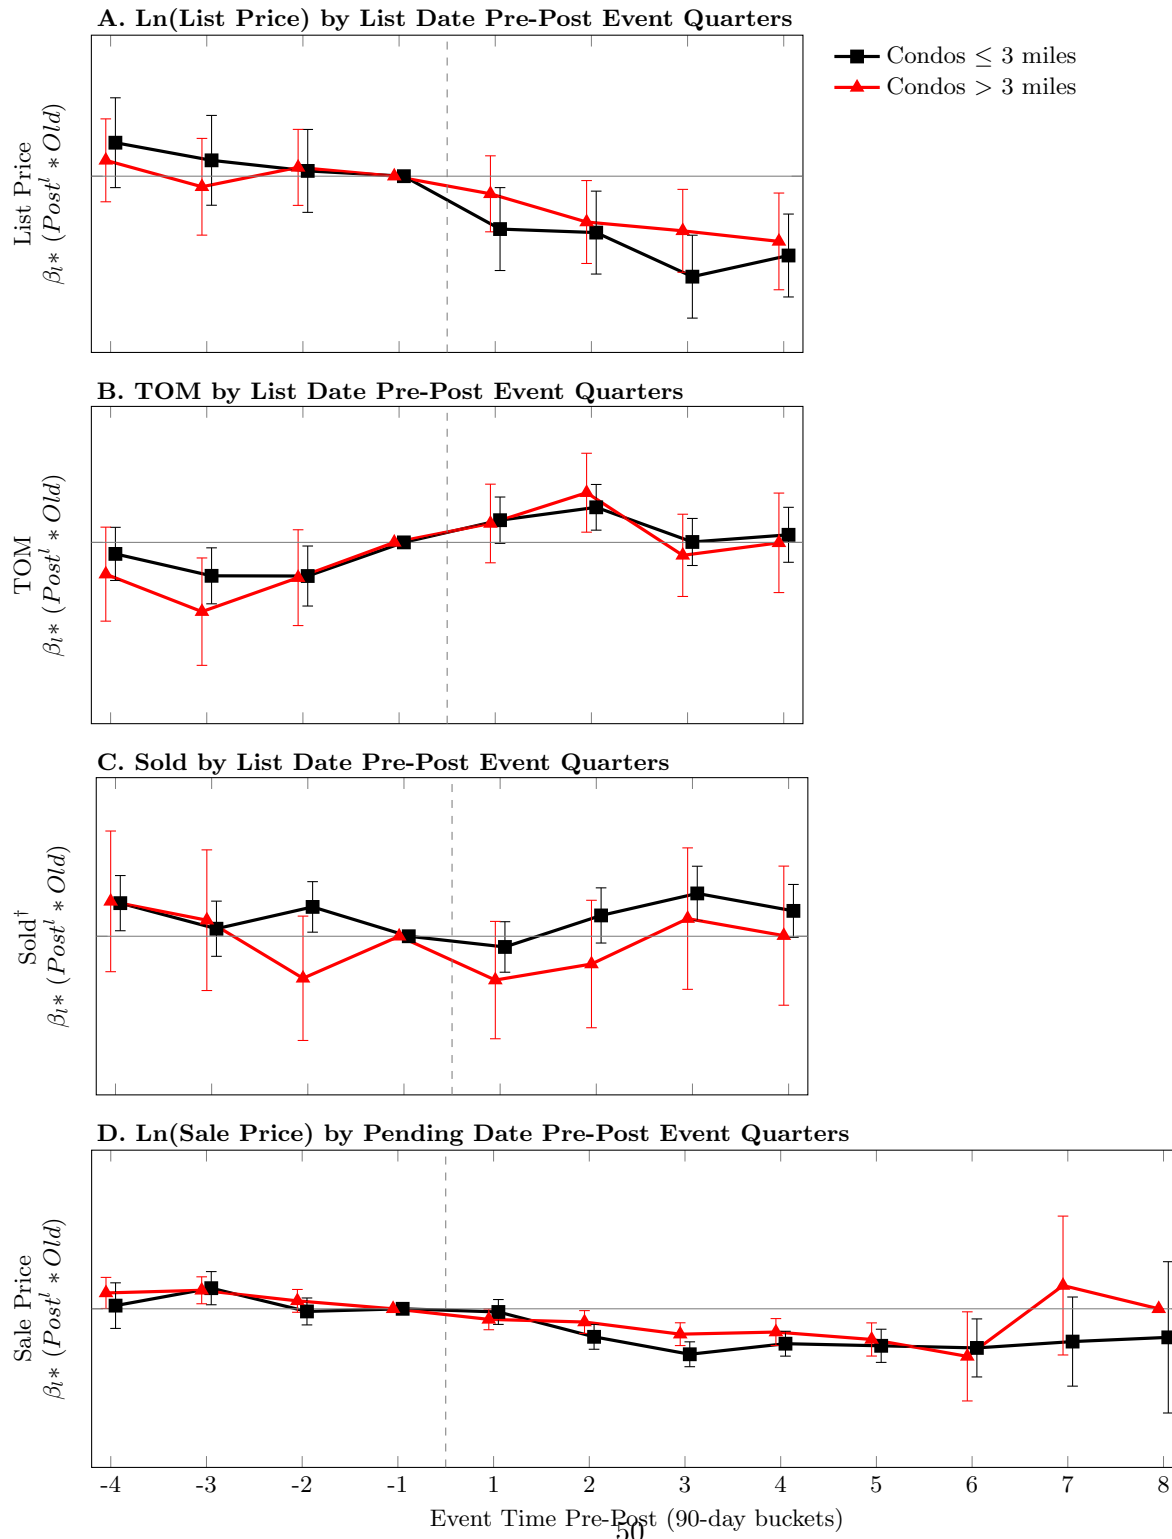 A. Ln(List Price) by List Date Pre-Post Event Quarters
Condos ≤ 3 miles
Condos > 3 miles
List Price
βₗ* (Postˡ * Old)
B. TOM by List Date Pre-Post Event Quarters
TOM
βₗ* (Postˡ * Old)
C. Sold by List Date Pre-Post Event Quarters
Sold†
βₗ* (Postˡ * Old)
D. Ln(Sale Price) by Pending Date Pre-Post Event Quarters
Sale Price
βₗ* (Postˡ * Old)
-4 -3 -2 -1 1 2 3 4 5 6 7 8
Event Time Pre-Post (90-day buckets)
50